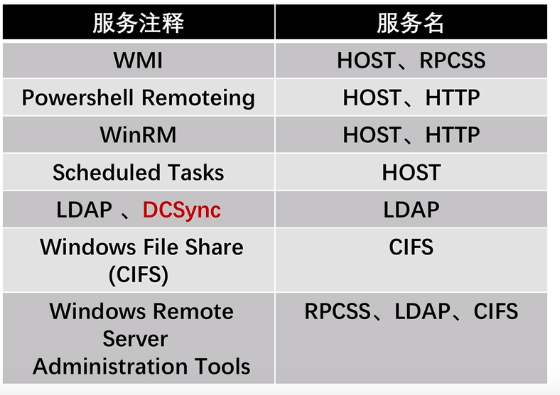 服务注释 服务名
WMI HOST、RPCSS
Powershell Remoteing HOST、HTTP
WinRM HOST、HTTP
Scheduled Tasks HOST
LDAP 、DCSync LDAP
Windows File Share CIFS
(CIFS)
Windows Remote RPCSS、LDAP、CIFS
Server
Administration Tools